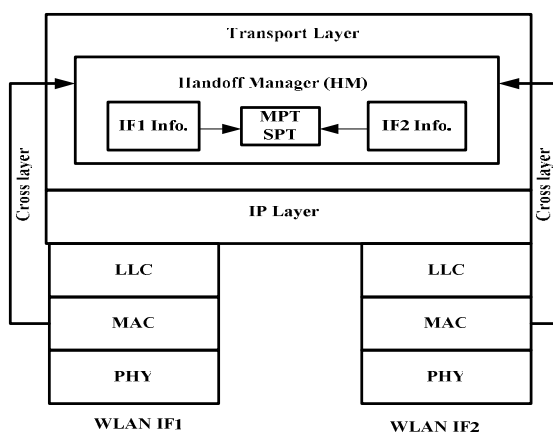 Transport Layer
Handoff Manager (HM)
IF1 Info.
MPT
SPT
IF2 Info.
Cross layer
Cross layer
IP Layer
LLC
LLC
MAC
MAC
PHY
PHY
WLAN IF1
WLAN IF2